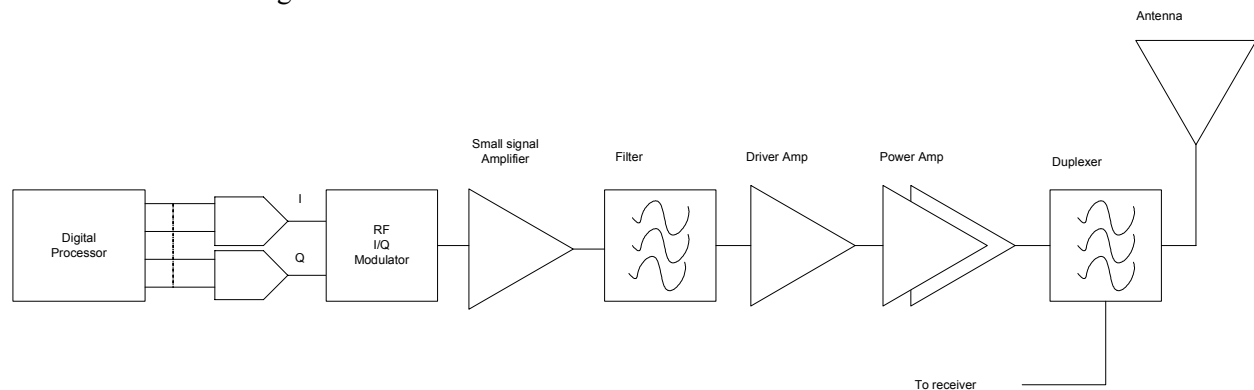 g
Antenna
Small signal
Amplifier
Filter
Driver Amp
Power Amp
Duplexer
I
Digital
Processor
RF
I/Q
Modulator
Q
To receiver